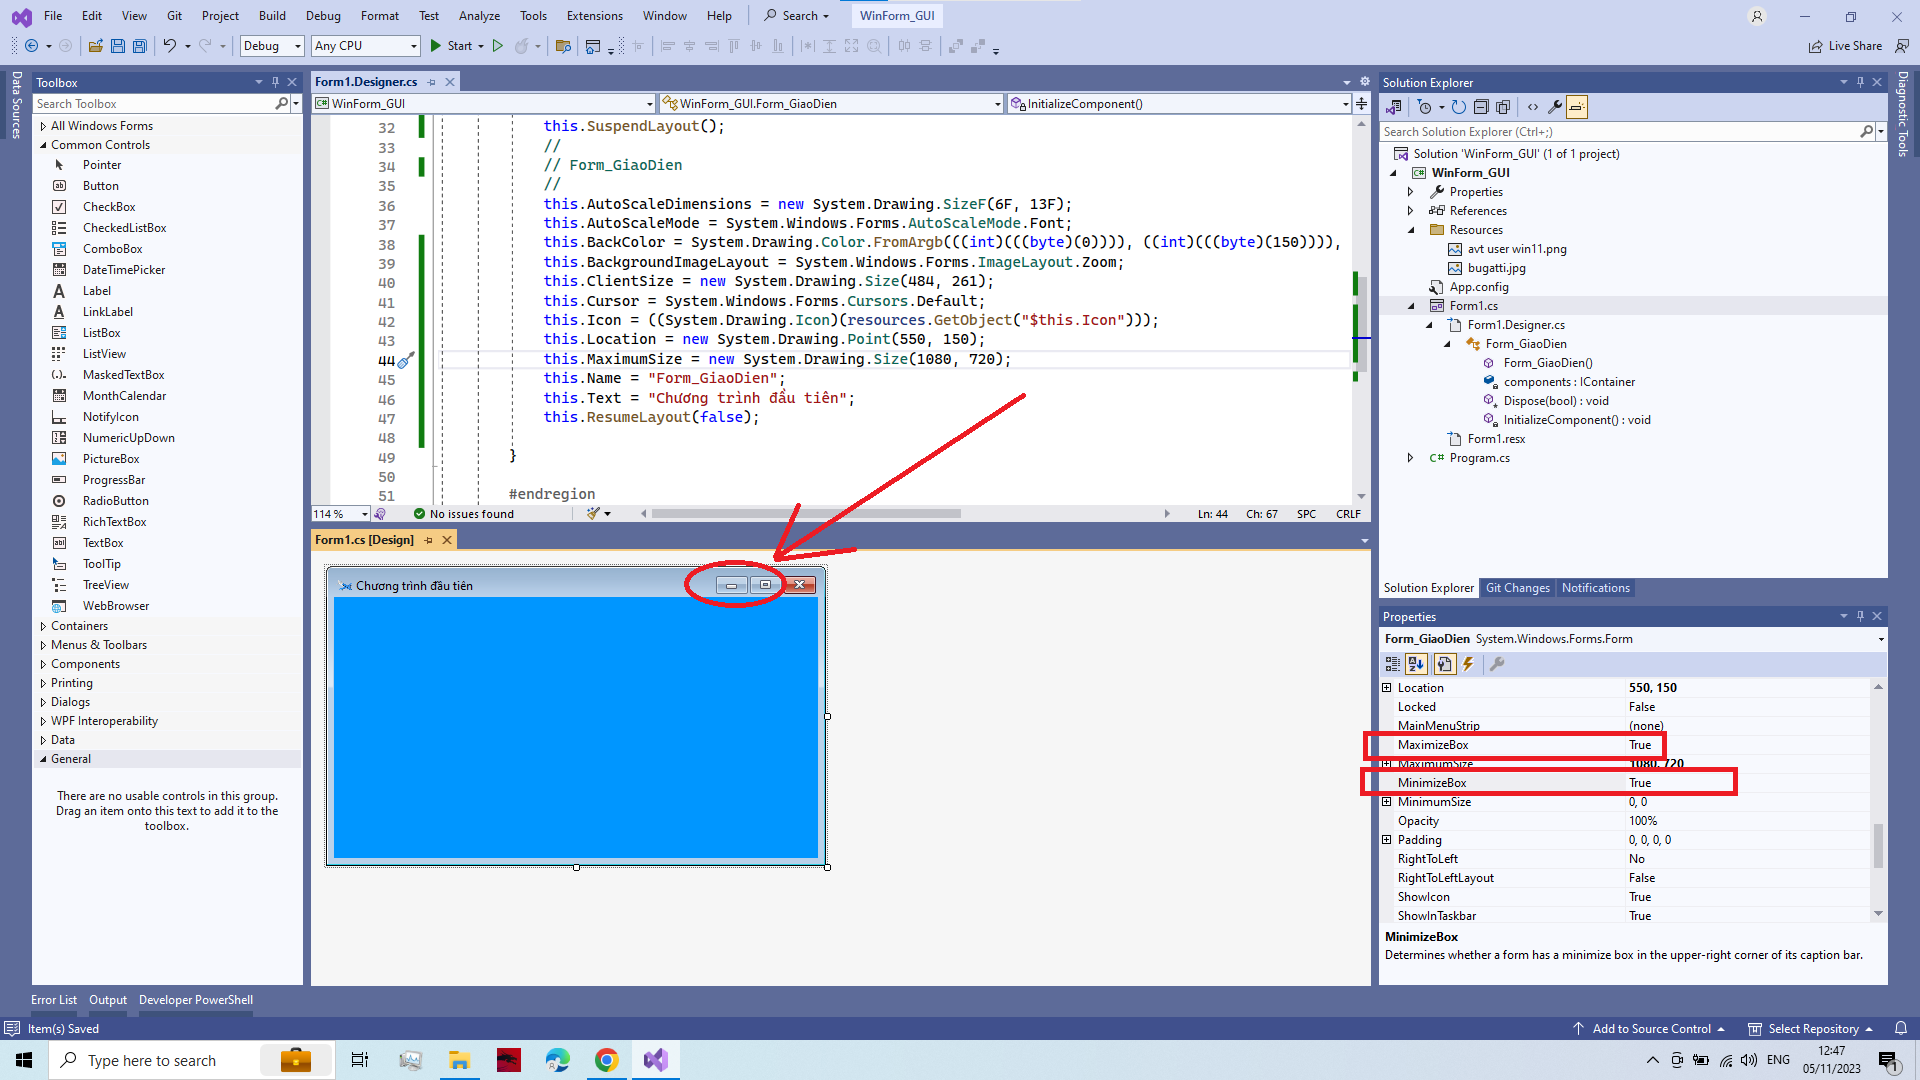 File Edit View Git Project Build Debug Format Test Analyze Tools Extensions Window Help Search WinForm_GUI
Debug Any CPU Start Live Share
Data Sources
Toolbox
Search Toolbox
All Windows Forms
Common Controls
Pointer
Button
CheckBox
CheckedListBox
ComboBox
DateTimePicker
Label
LinkLabel
ListBox
ListView
MaskedTextBox
MonthCalendar
NotifyIcon
NumericUpDown
PictureBox
ProgressBar
RadioButton
RichTextBox
TextBox
ToolTip
TreeView
WebBrowser
Containers
Menus & Toolbars
Components
Printing
Dialogs
WPF Interoperability
Data
General
There are no usable controls in this group.
Drag an item onto this text to add it to the
toolbox.
Form1.Designer.cs
WinForm_GUI WinForm_GUI.Form_GiaoDien InitializeComponent()
32 this.SuspendLayout();
33 //
34 // Form_GiaoDien
35 //
36 this.AutoScaleDimensions = new System.Drawing.SizeF(6F, 13F);
37 this.AutoScaleMode = System.Windows.Forms.AutoScaleMode.Font;
38 this.BackColor = System.Drawing.Color.FromArgb(((int)(((byte)(0)))), ((int)(((byte)(150)))),
39 this.BackgroundImageLayout = System.Windows.Forms.ImageLayout.Zoom;
40 this.ClientSize = new System.Drawing.Size(484, 261);
41 this.Cursor = System.Windows.Forms.Cursors.Default;
42 this.Icon = ((System.Drawing.Icon)(resources.GetObject("$this.Icon")));
43 this.Location = new System.Drawing.Point(550, 150);
44 this.MaximumSize = new System.Drawing.Size(1080, 720);
45 this.Name = "Form_GiaoDien";
46 this.Text = "Chương trình đầu tiên";
47 this.ResumeLayout(false);
48
49 }
50
51 #endregion
114 % No issues found Ln: 44 Ch: 67 SPC CRLF
Form1.cs [Design]
Chương trình đầu tiên
Solution Explorer
Search Solution Explorer (Ctrl+;)
Solution 'WinForm_GUI' (1 of 1 project)
WinForm_GUI
Properties
References
Resources
avt user win11.png
bugatti.jpg
App.config
Form1.cs
Form1.Designer.cs
Form_GiaoDien
Form_GiaoDien()
components : IContainer
Dispose(bool) : void
InitializeComponent() : void
Form1.resx
Program.cs
Solution Explorer Git Changes Notifications
Diagnostic Tools
Properties
Form_GiaoDien System.Windows.Forms.Form
Location 550, 150
Locked False
MainMenuStrip (none)
MaximizeBox True
MaximumSize 1080, 720
MinimizeBox True
MinimumSize 0, 0
Opacity 100%
Padding 0, 0, 0, 0
RightToLeft No
RightToLeftLayout False
ShowIcon True
ShowInTaskbar True
MinimizeBox
Determines whether a form has a minimize box in the upper-right corner of its caption bar.
Error List Output Developer PowerShell
Item(s) Saved Add to Source Control Select Repository
Type here to search ENG 12:47
05/11/2023 1